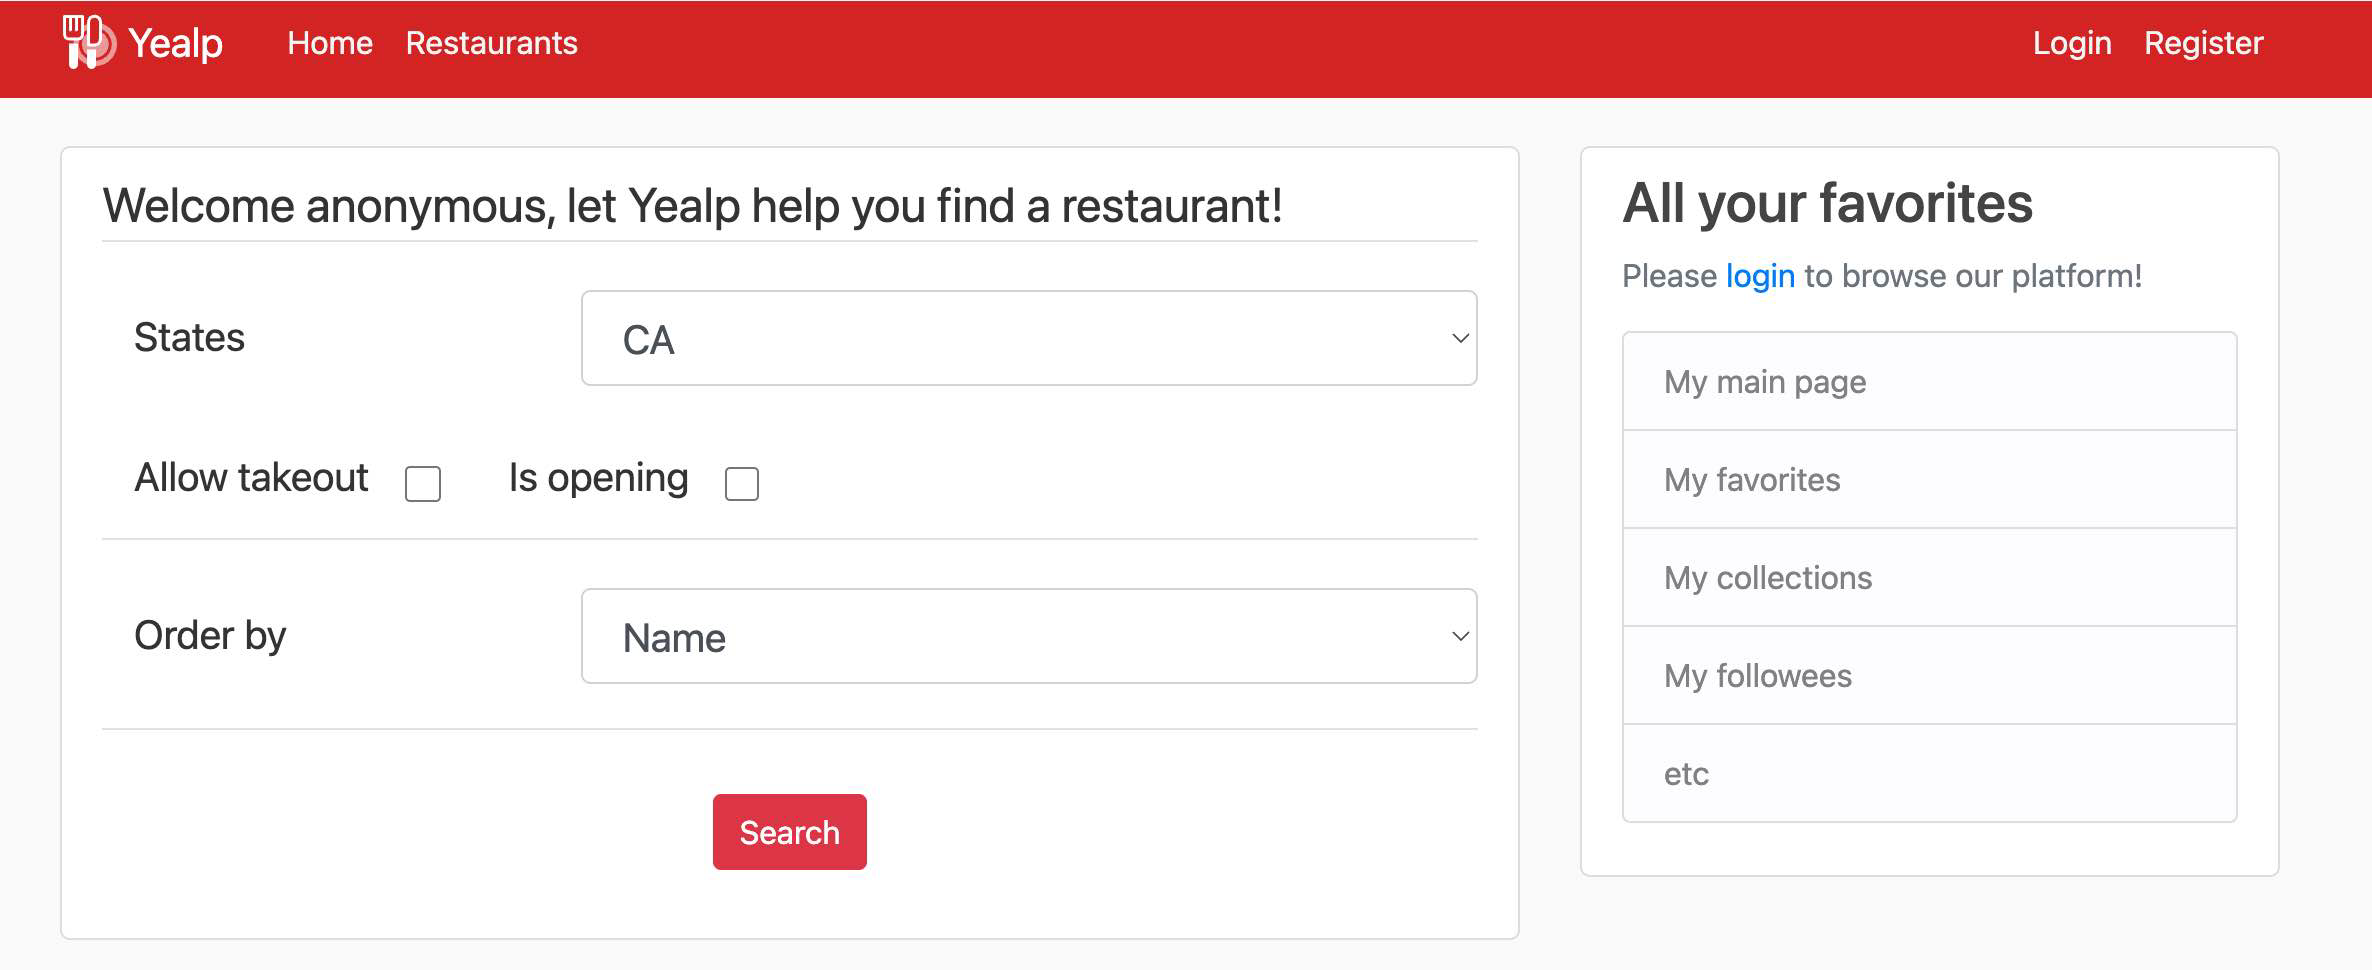 Yealp Home Restaurants Login Register
Welcome anonymous, let Yealp help you find a restaurant!
States CA
Allow takeout Is opening
Order by Name
Search
All your favorites
Please login to browse our platform!
My main page
My favorites
My collections
My followees
etc